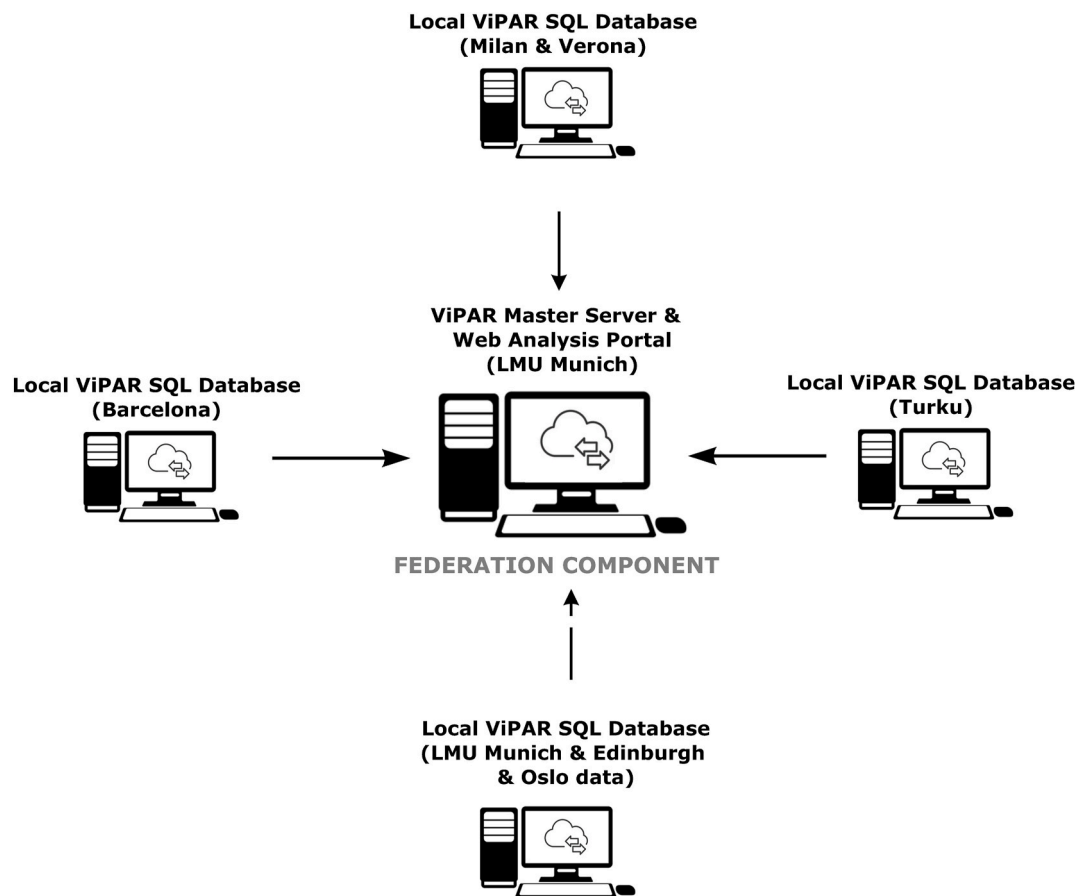 Local ViPAR SQL Database
(Milan & Verona)
ViPAR Master Server &
Web Analysis Portal
(LMU Munich)
Local ViPAR SQL Database
(Barcelona)
Local ViPAR SQL Database
(Turku)
FEDERATION COMPONENT
Local ViPAR SQL Database
(LMU Munich & Edinburgh
& Oslo data)